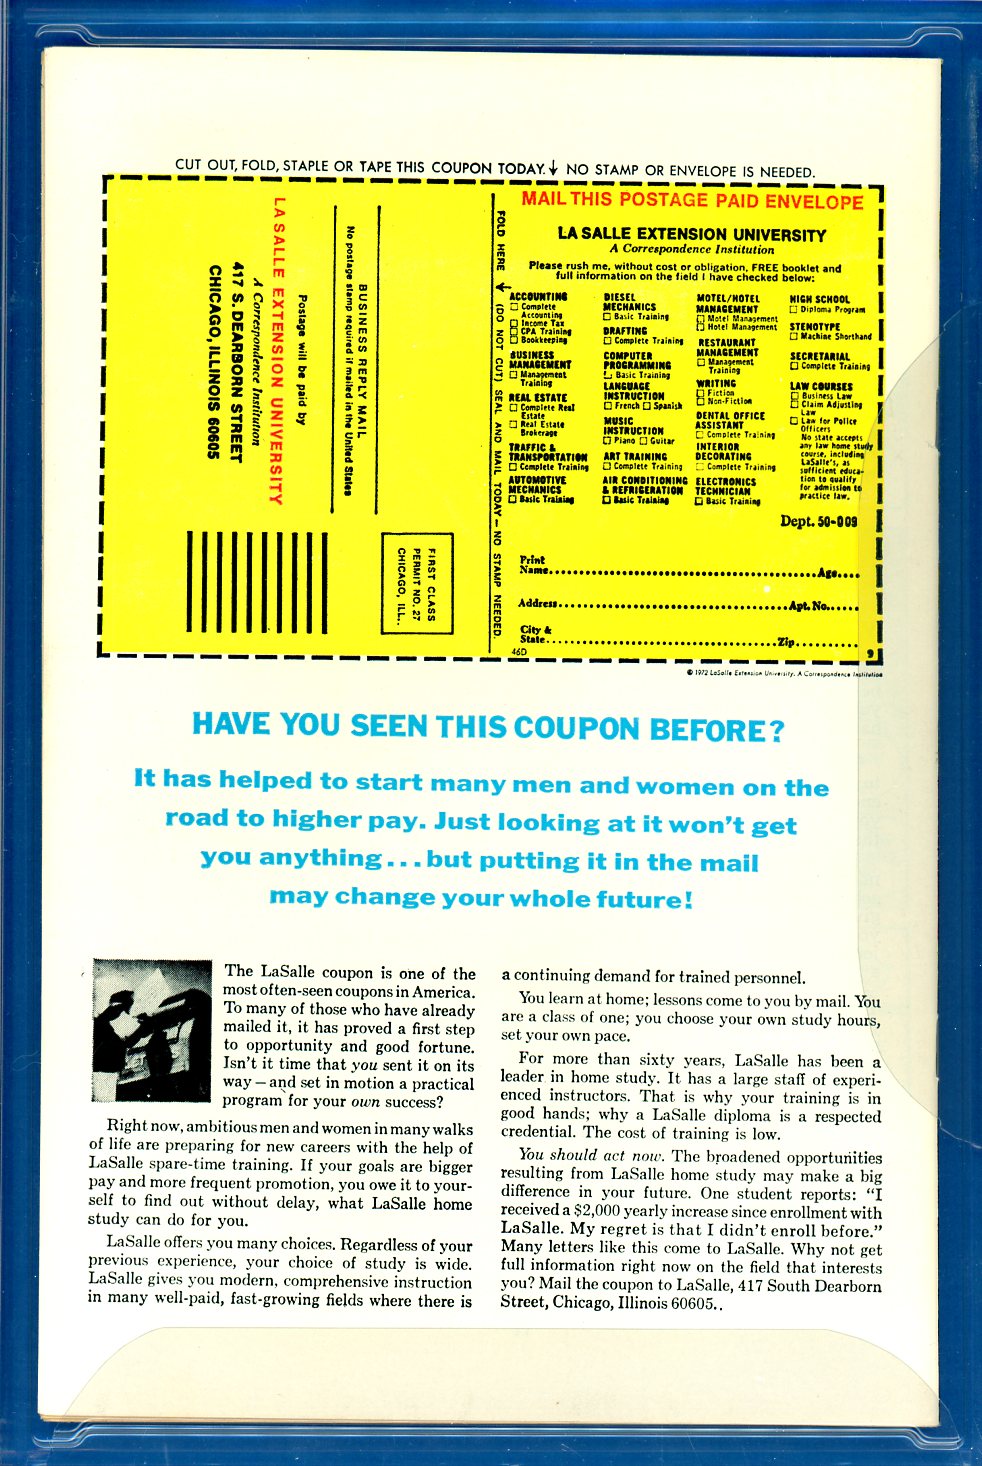 CUT OUT, FOLD, STAPLE OR TAPE THIS COUPON TODAY. ↓ NO STAMP OR ENVELOPE IS NEEDED.
LA SALLE EXTENSION UNIVERSITY
A Correspondence Institution
417 S. DEARBORN STREET
CHICAGO, ILLINOIS 60605
Postage will be paid by
No postage stamp required if mailed in the United States
BUSINESS REPLY MAIL
FIRST CLASS
PERMIT NO. 27
CHICAGO, ILL..
FOLD HERE → (DO NOT CUT) SEAL AND MAIL TODAY — NO STAMP NEEDED.
MAIL THIS POSTAGE PAID ENVELOPE
LA SALLE EXTENSION UNIVERSITY
A Correspondence Institution
Please rush me, without cost or obligation, FREE booklet and
full information on the field I have checked below:
ACCOUNTING
☐ Complete
Accounting
☐ Income Tax
☐ CPA Training
☐ Bookkeeping
BUSINESS
MANAGEMENT
☐ Management
Training
REAL ESTATE
☐ Complete Real
Estate
☐ Real Estate
Brokerage
TRAFFIC &
TRANSPORTATION
☐ Complete Training
AUTOMOTIVE
MECHANICS
☐ Basic Training
DIESEL
MECHANICS
☐ Basic Training
DRAFTING
☐ Complete Training
COMPUTER
PROGRAMMING
☐ Basic Training
LANGUAGE
INSTRUCTION
☐ French ☐ Spanish
MUSIC
INSTRUCTION
☐ Piano ☐ Guitar
ART TRAINING
☐ Complete Training
AIR CONDITIONING
& REFRIGERATION
☐ Basic Training
MOTEL/HOTEL
MANAGEMENT
☐ Motel Management
☐ Hotel Management
RESTAURANT
MANAGEMENT
☐ Management
Training
WRITING
☐ Fiction
☐ Non-Fiction
DENTAL OFFICE
ASSISTANT
☐ Complete Training
INTERIOR
DECORATING
☐ Complete Training
ELECTRONICS
TECHNICIAN
☐ Basic Training
HIGH SCHOOL
☐ Diploma Program
STENOTYPE
☐ Machine Shorthand
SECRETARIAL
☐ Complete Training
LAW COURSES
☐ Business Law
☐ Claim Adjusting
Law
☐ Law for Police
Officers
No state accepts
any law home study
course, including
LaSalle's, as
sufficient educa-
tion to qualify
for admission to
practice law.
Dept. 50-009
Print
Name.......... Age....
Address.......... Apt. No......
City &
State.......... Zip..........
46D 9
© 1972 LaSalle Extension University. A Correspondence Institution
HAVE YOU SEEN THIS COUPON BEFORE?
It has helped to start many men and women on the
road to higher pay. Just looking at it won't get
you anything...but putting it in the mail
may change your whole future!
The LaSalle coupon is one of the
most often-seen coupons in America.
To many of those who have already
mailed it, it has proved a first step
to opportunity and good fortune.
Isn't it time that you sent it on its
way — and set in motion a practical
program for your own success?
Right now, ambitious men and women in many walks
of life are preparing for new careers with the help of
LaSalle spare-time training. If your goals are bigger
pay and more frequent promotion, you owe it to your-
self to find out without delay, what LaSalle home
study can do for you.
LaSalle offers you many choices. Regardless of your
previous experience, your choice of study is wide.
LaSalle gives you modern, comprehensive instruction
in many well-paid, fast-growing fields where there is
a continuing demand for trained personnel.
You learn at home; lessons come to you by mail. You
are a class of one; you choose your own study hours,
set your own pace.
For more than sixty years, LaSalle has been a
leader in home study. It has a large staff of experi-
enced instructors. That is why your training is in
good hands; why a LaSalle diploma is a respected
credential. The cost of training is low.
You should act now. The broadened opportunities
resulting from LaSalle home study may make a big
difference in your future. One student reports: "I
received a $2,000 yearly increase since enrollment with
LaSalle. My regret is that I didn't enroll before."
Many letters like this come to LaSalle. Why not get
full information right now on the field that interests
you? Mail the coupon to LaSalle, 417 South Dearborn
Street, Chicago, Illinois 60605..